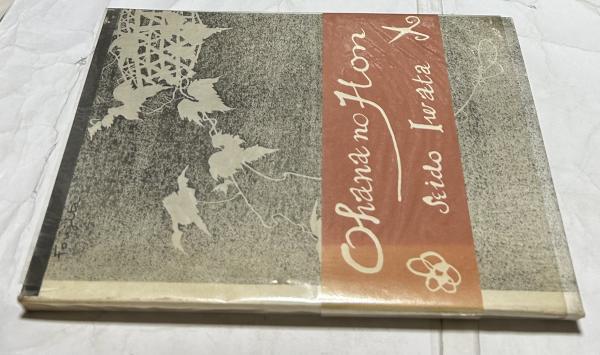 Ohana no Hon
Seido Iwata